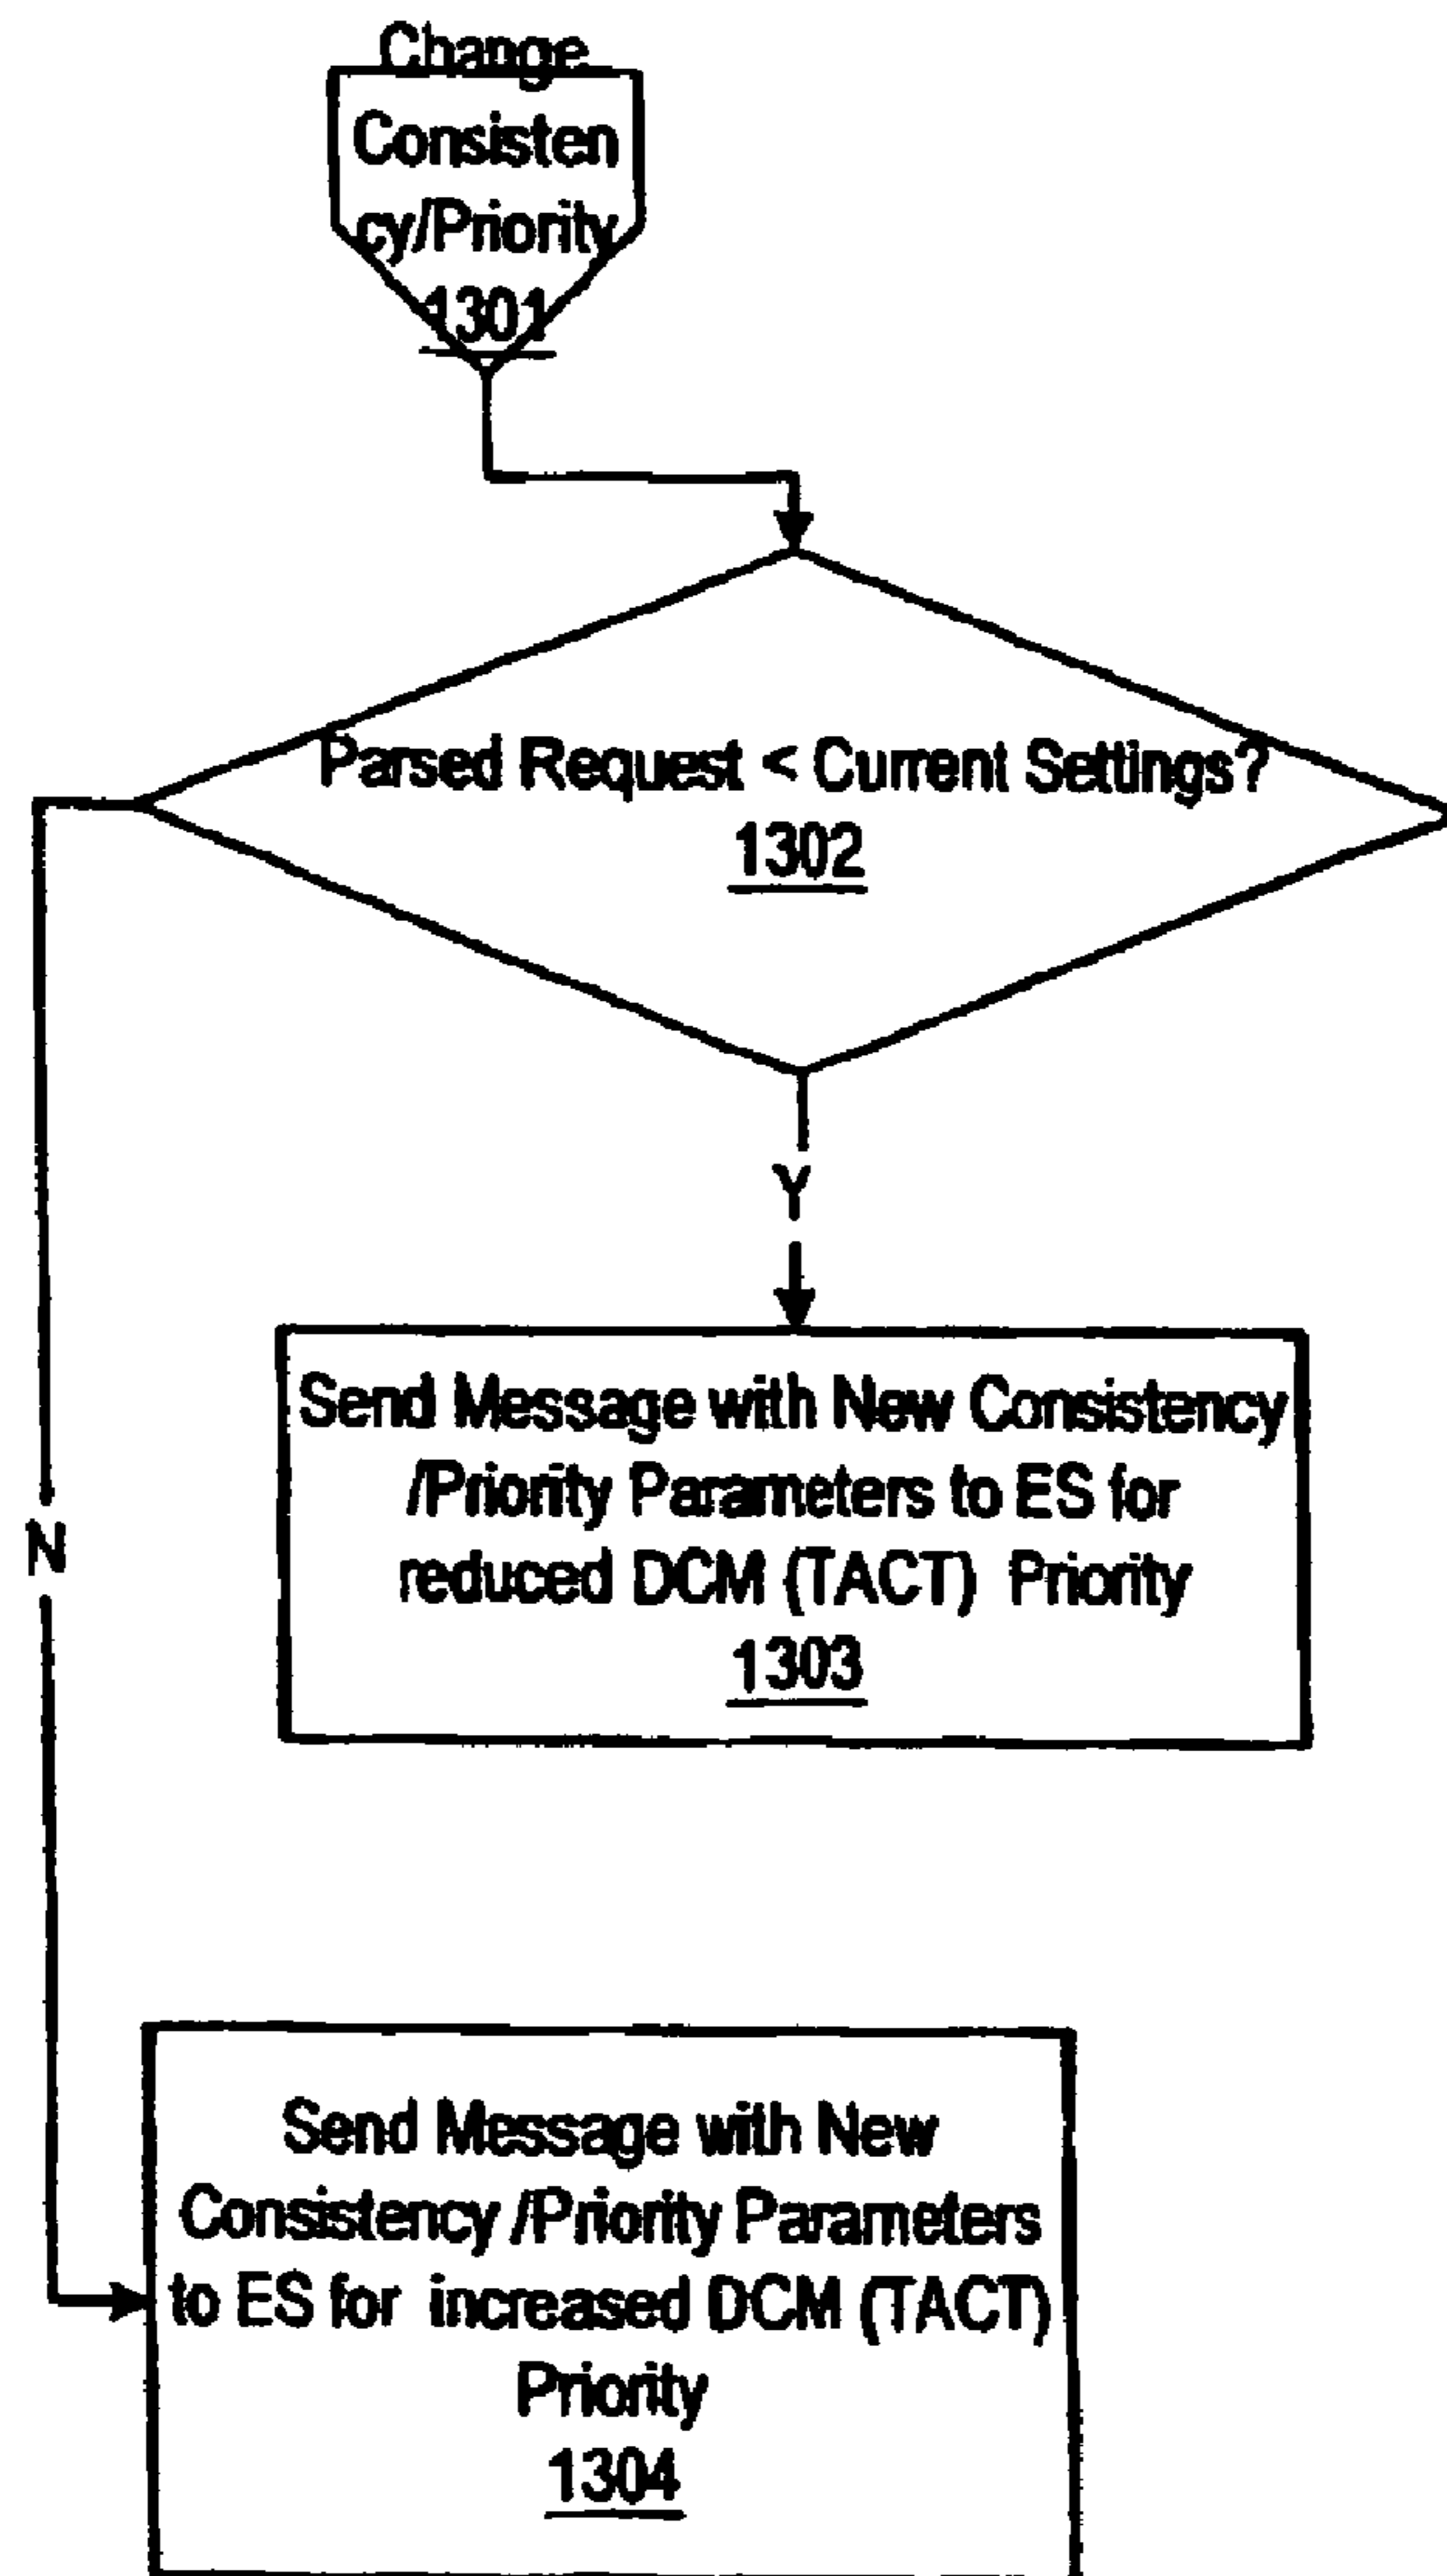 Change
Consisten
cy/Priority
1301
Parsed Request < Current Settings?
1302
Y
Send Message with New Consistency
/Priority Parameters to ES for
reduced DCM (TACT) Priority
1303
N
Send Message with New
Consistency /Priority Parameters
to ES for increased DCM (TACT)
Priority
1304